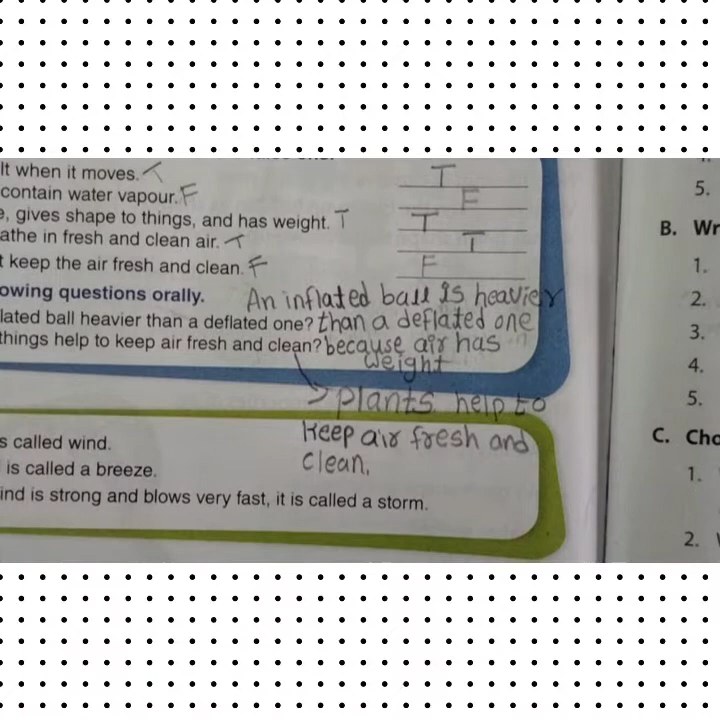 lt when it moves. T T
contain water vapour. F F
, gives shape to things, and has weight. T T
athe in fresh and clean air. T T
t keep the air fresh and clean. F F
owing questions orally. An inflated ball is heavier
lated ball heavier than a deflated one? than a deflated one
things help to keep air fresh and clean? because air has
weight
plants help to
keep air fresh and
clean.
s called wind.
is called a breeze.
ind is strong and blows very fast, it is called a storm.
5.
B. Wr
1.
2.
3.
4.
5.
C. Cho
1.
2.